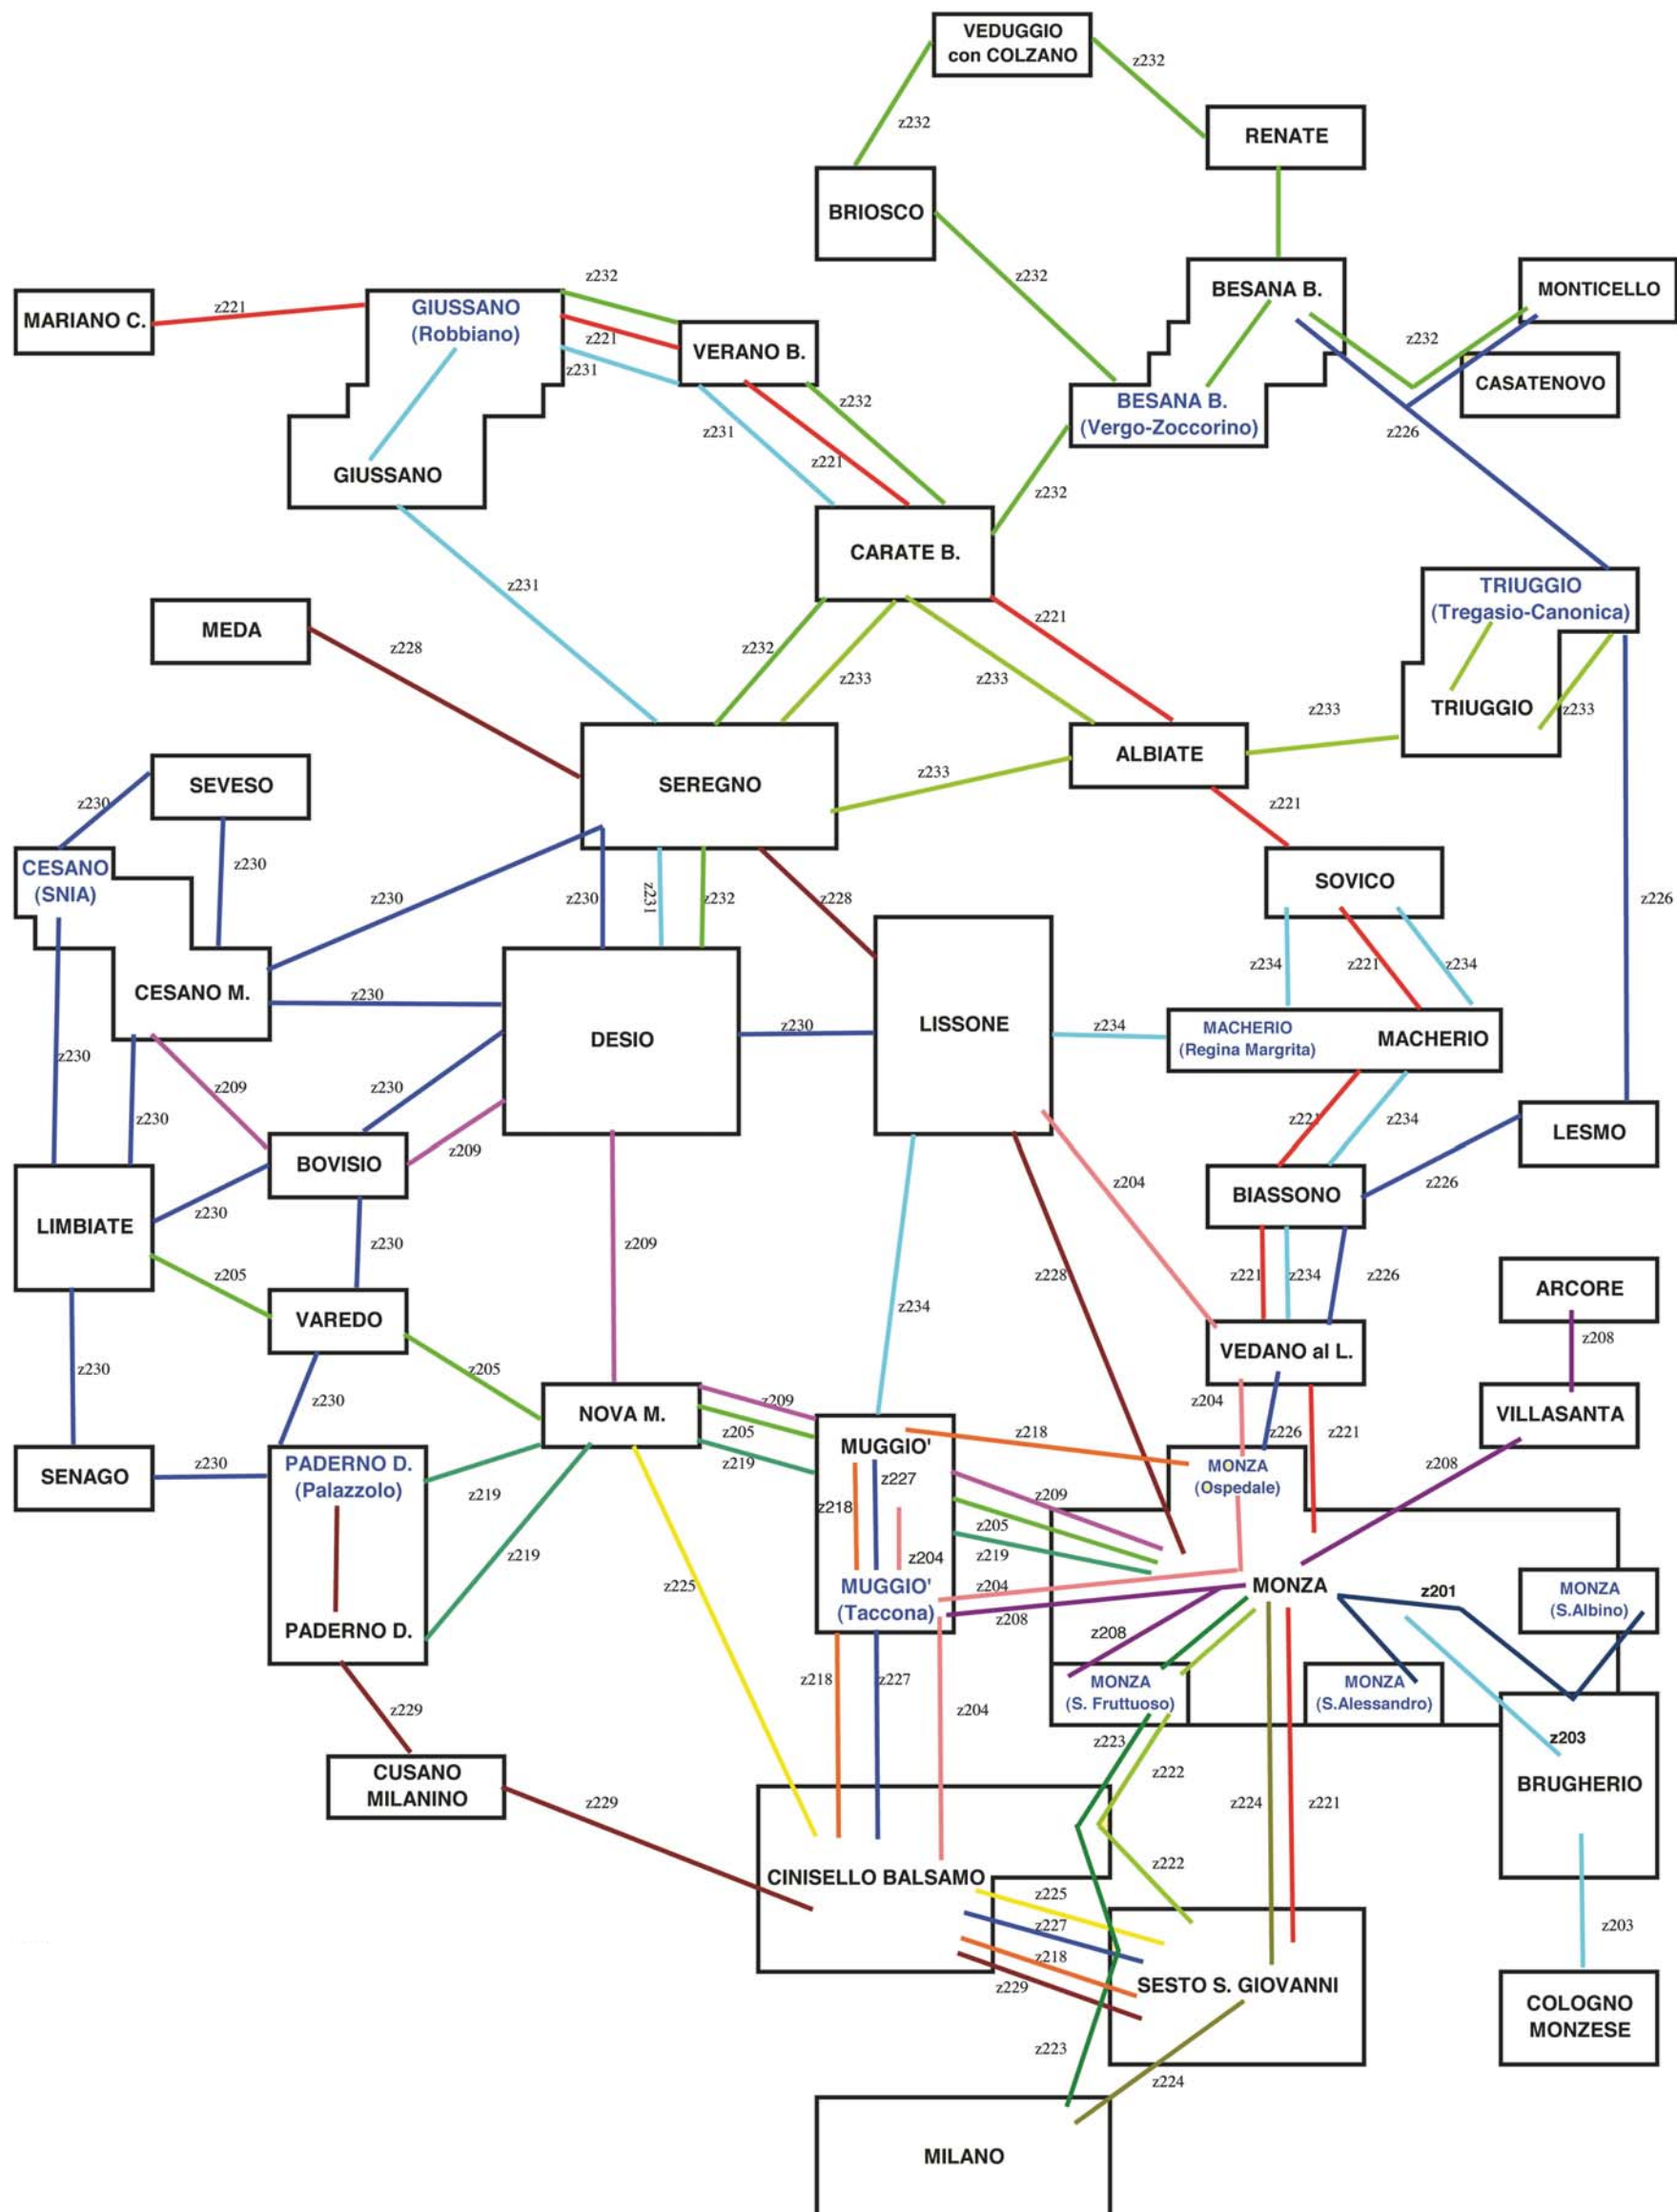 VEDUGGIO
con COLZANO
z232
z232
RENATE
BRIOSCO
z232
BESANA B.
MONTICELLO
z232
CASATENOVO
z226
BESANA B.
(Vergo-Zoccorino)
z232
MARIANO C.
z221
GIUSSANO
(Robbiano)
z232
z221
z231
VERANO B.
z232
z231
z221
GIUSSANO
CARATE B.
z231
z221
TRIUGGIO
(Tregasio-Canonica)
MEDA
z228
z232
z233
z233
TRIUGGIO
z233
z233
SEREGNO
z233
ALBIATE
SEVESO
z230
z221
CESANO
(SNIA)
z230
z230
z230
z231
z232
z228
SOVICO
z226
z234
z221
z234
CESANO M.
z230
DESIO
z230
LISSONE
z234
MACHERIO
(Regina Margrita)
MACHERIO
z230
z209
z230
z230
z209
z221
z234
LESMO
BOVISIO
z204
BIASSONO
z226
LIMBIATE
z230
z230
z209
z205
z228
z221
z234
z226
ARCORE
z234
VAREDO
z208
z230
z205
VEDANO al L.
z230
NOVA M.
z209
z205
z219
z204
z226
z221
VILLASANTA
MUGGIO'
z218
z208
SENAGO
z230
PADERNO D.
(Palazzolo)
z219
z218
z227
z204
z209
z205
z219
MONZA
(Ospedale)
z219
z225
MUGGIO'
(Taccona)
z204
z208
MONZA
z201
MONZA
(S.Albino)
PADERNO D.
z208
z218
z227
z204
MONZA
(S. Fruttuoso)
MONZA
(S.Alessandro)
z229
z223
z222
z203
CUSANO
MILANINO
z229
z224
z221
BRUGHERIO
CINISELLO BALSAMO
z222
z225
z227
z218
z229
z203
SESTO S. GIOVANNI
COLOGNO
MONZESE
z223
z224
MILANO